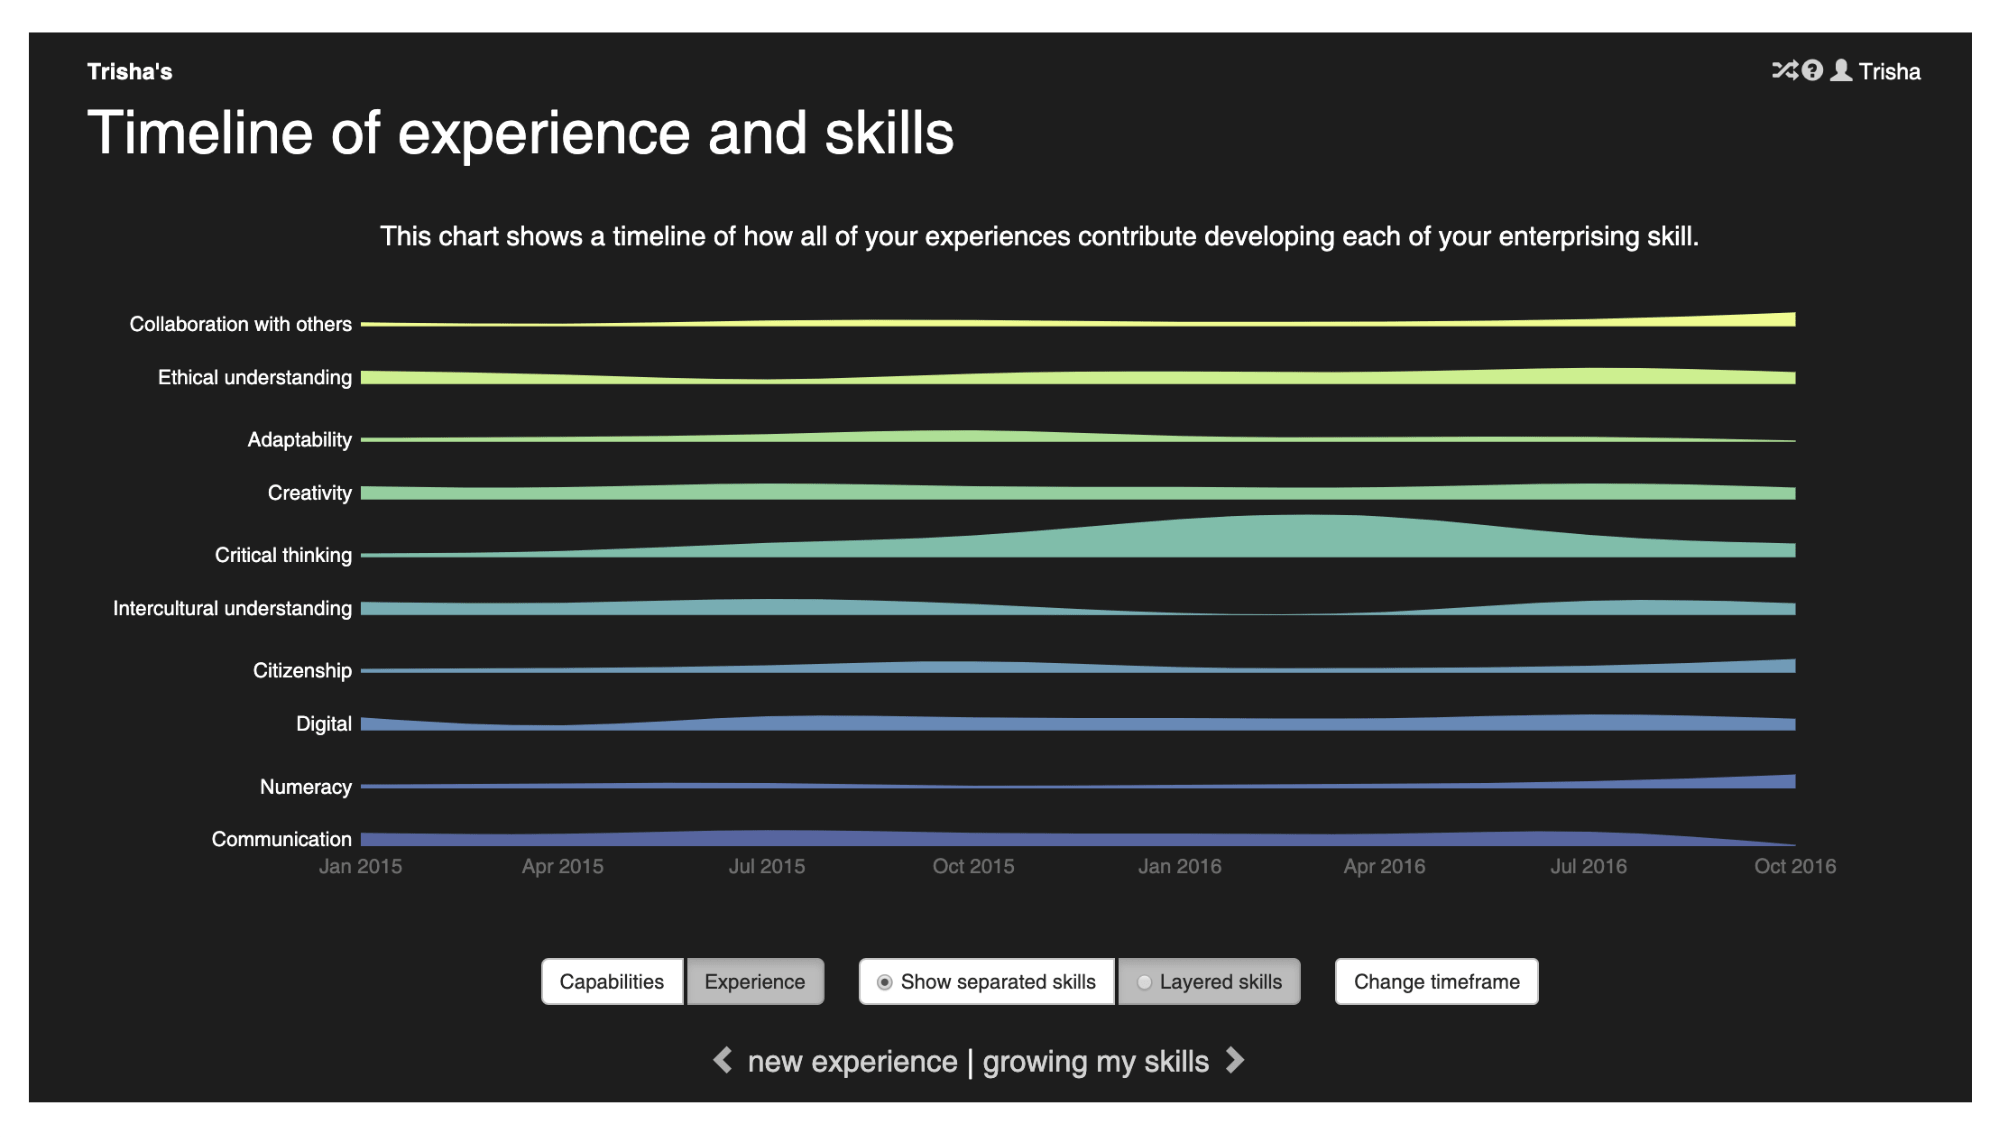 Trisha's
Trisha
Timeline of experience and skills
This chart shows a timeline of how all of your experiences contribute developing each of your enterprising skill.
Collaboration with others
Ethical understanding
Adaptability
Creativity
Critical thinking
Intercultural understanding
Citizenship
Digital
Numeracy
Communication
Jan 2015 Apr 2015 Jul 2015 Oct 2015 Jan 2016 Apr 2016 Jul 2016 Oct 2016
Capabilities Experience Show separated skills Layered skills Change timeframe
new experience | growing my skills